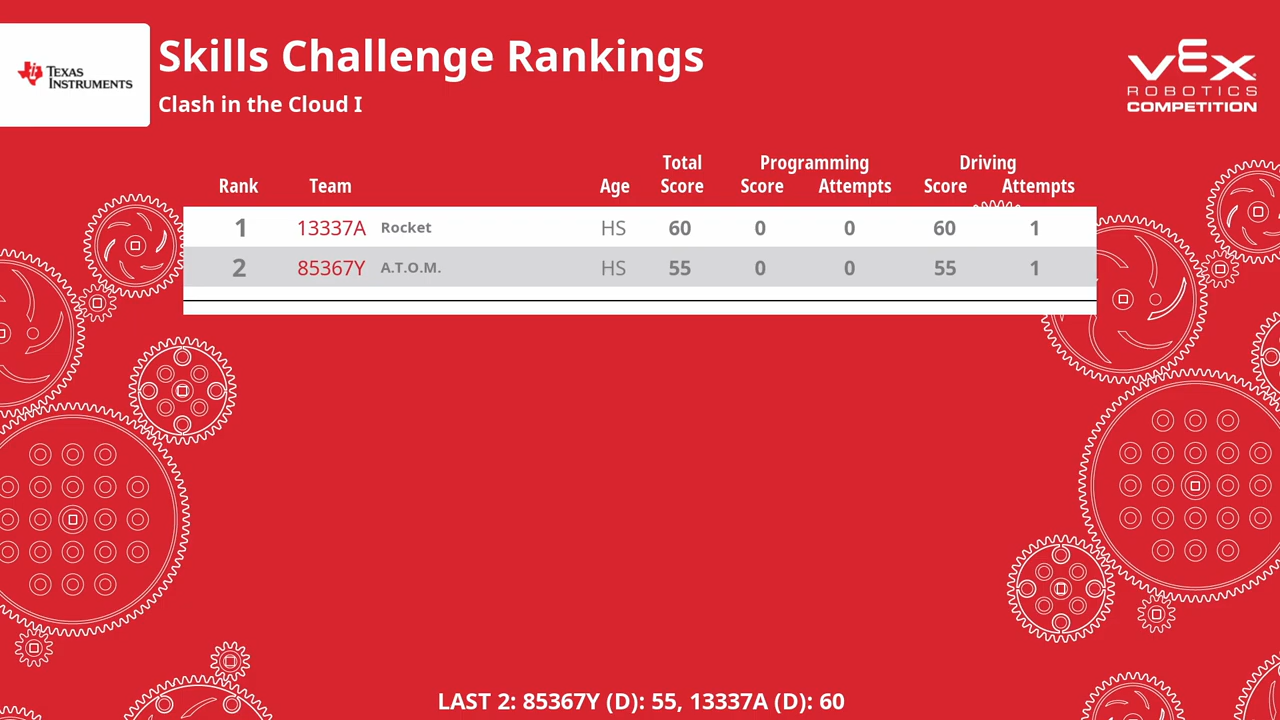 TEXAS INSTRUMENTS
Skills Challenge Rankings
Clash in the Cloud I
VEX
ROBOTICS
COMPETITION
Total Programming Driving
Rank Team Age Score Score Attempts Score Attempts
1 13337A Rocket HS 60 0 0 60 1
2 85367Y A.T.O.M. HS 55 0 0 55 1
LAST 2: 85367Y (D): 55, 13337A (D): 60